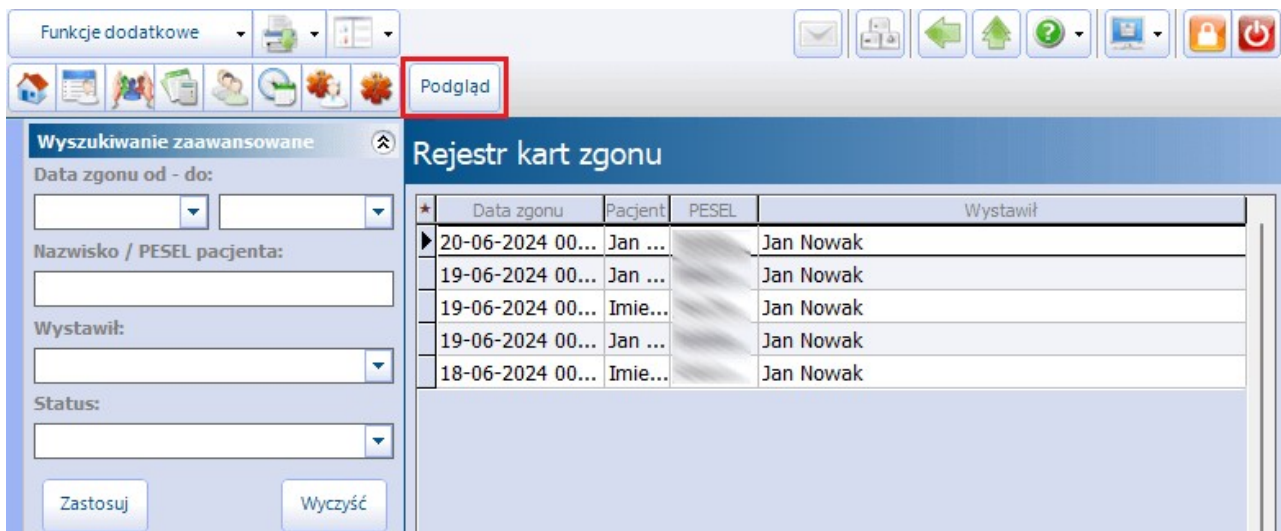 Funkcje dodatkowe
Podgląd
Wyszukiwanie zaawansowane
Data zgonu od - do:
Nazwisko / PESEL pacjenta:
Wystawił:
Status:
Zastosuj Wyczyść
Rejestr kart zgonu
Data zgonu Pacjent PESEL Wystawił
20-06-2024 00... Jan ... Jan Nowak
19-06-2024 00... Jan ... Jan Nowak
19-06-2024 00... Imie... Jan Nowak
19-06-2024 00... Jan ... Jan Nowak
18-06-2024 00... Imie... Jan Nowak